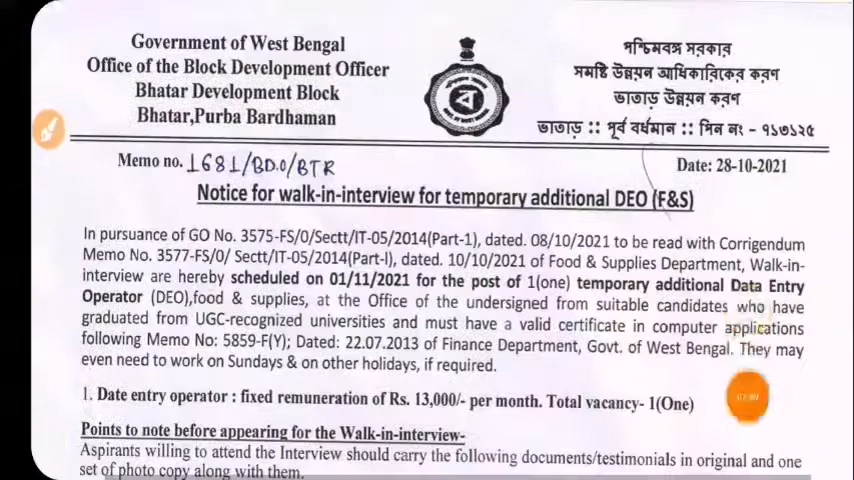 Government of West Bengal
Office of the Block Development Officer
Bhatar Development Block
Bhatar,Purba Bardhaman
ব
পশ্চিমবঙ্গ সরকার
সমষ্টি উন্নয়ন আধিকারিকের করণ
ভাতাড় উন্নয়ন করণ
ভাতাড় :: পূর্ব বর্ধমান :: পিন নং - ৭১৩১২৫
Memo no. 1681/BD.O/BTR
Date: 28-10-2021
Notice for walk-in-interview for temporary additional DEO (F&S)
In pursuance of GO No. 3575-FS/0/Sectt/IT-05/2014(Part-1), dated. 08/10/2021 to be read with Corrigendum
Memo No. 3577-FS/0/ Sectt/IT-05/2014(Part-I), dated. 10/10/2021 of Food & Supplies Department, Walk-in-
interview are hereby scheduled on 01/11/2021 for the post of 1(one) temporary additional Data Entry
Operator (DEO),food & supplies, at the Office of the undersigned from suitable candidates who have
graduated from UGC-recognized universities and must have a valid certificate in computer applications
following Memo No: 5859-F(Y); Dated: 22.07.2013 of Finance Department, Govt. of West Bengal. They may
even need to work on Sundays & on other holidays, if required.
1. Date entry operator : fixed remuneration of Rs. 13,000/- per month. Total vacancy- 1(One)
Points to note before appearing for the Walk-in-interview-
Aspirants willing to attend the Interview should carry the following documents/testimonials in original and one
set of photo copy along with them.